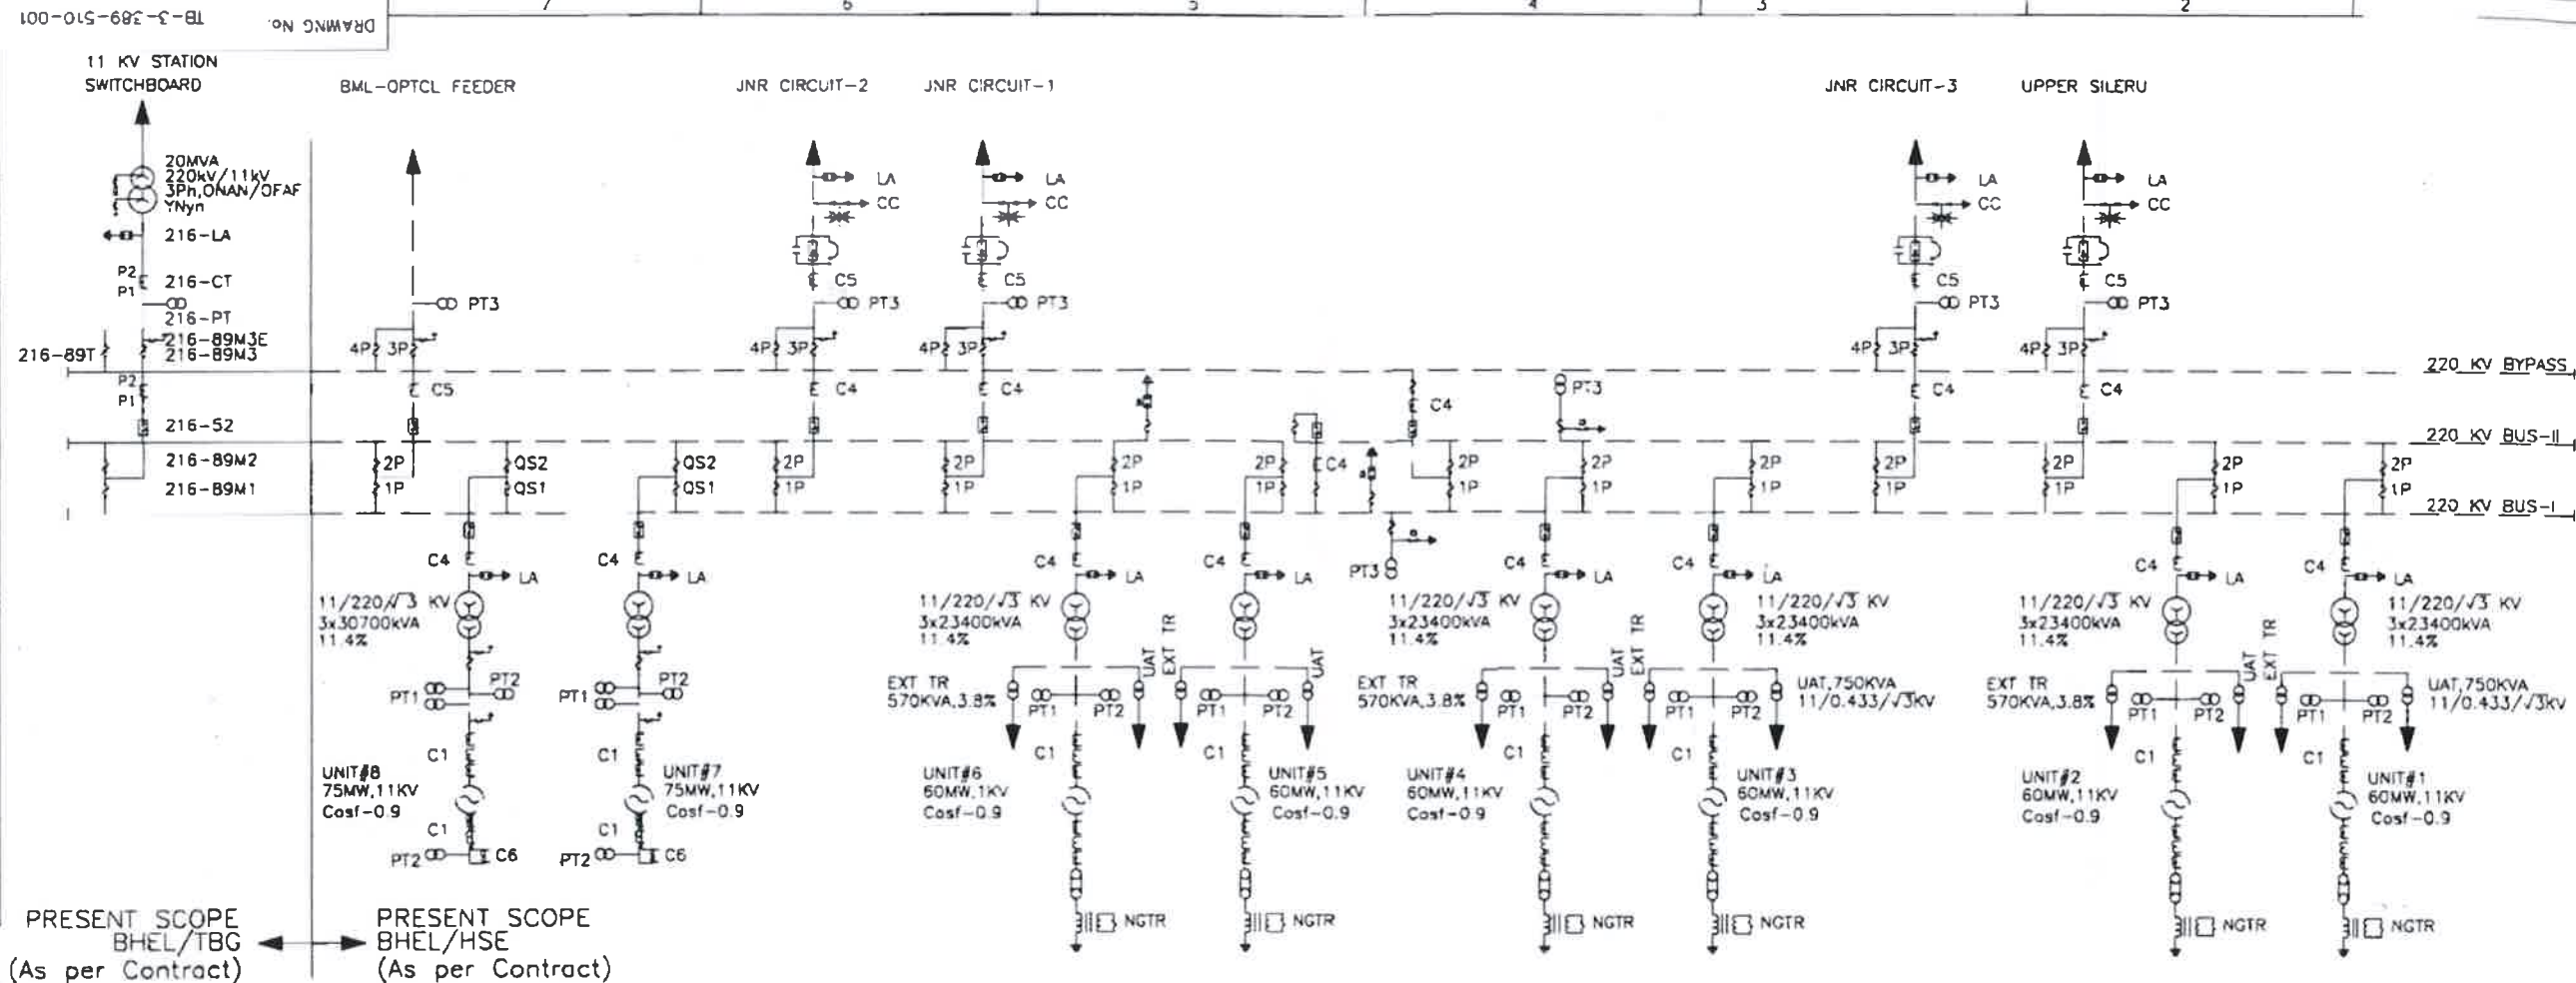 TB-3-389-510-001
DRAWING No.
7
6
5
4
3
2
11 KV STATION
SWITCHBOARD
BML-OPTCL FEEDER
JNR CIRCUIT-2
JNR CIRCUIT-1
JNR CIRCUIT-3
UPPER SILERU
20MVA
220kV/11kV
3Ph,ONAN/OFAF
YNyn
216-LA
P2
P1
216-CT
216-PT
216-89M3E
216-89T
216-89M3
P2
P1
216-52
216-89M2
216-89M1
PT3
4P 3P
C5
2P
1P
LA
CC
C5
PT3
4P 3P
C4
2P
1P
LA
CC
C5
PT3
4P 3P
C4
2P
1P
LA
CC
C5
PT3
4P 3P
C4
2P
1P
LA
CC
C5
PT3
4P 3P
C4
2P
1P
220 KV BYPASS
220 KV BUS-II
220 KV BUS-I
C4
C4
PT3
2P
1P
PT3
QS2
QS1
C4
LA
11/220/√3 KV
3x30700kVA
11.4%
PT1
PT2
C1
UNIT#8
75MW,11KV
Cosf-0.9
C1
PT2
C6
QS2
QS1
C4
LA
PT1
PT2
C1
UNIT#7
75MW,11KV
Cosf-0.9
C1
PT2
C6
2P
1P
C4
LA
11/220/√3 KV
3x23400kVA
11.4%
EXT TR
570KVA,3.8%
PT1
PT2
UAT
C1
UNIT#6
60MW,1KV
Cosf-0.9
NGTR
2P
1P
C4
LA
EXT TR
PT1
PT2
UAT
C1
UNIT#5
60MW,11KV
Cosf-0.9
NGTR
2P
1P
C4
LA
11/220/√3 KV
3x23400kVA
11.4%
EXT TR
570KVA,3.8%
PT1
PT2
UAT
C1
UNIT#4
60MW,11KV
Cosf-0.9
NGTR
2P
1P
C4
LA
11/220/√3 KV
3x23400kVA
11.4%
EXT TR
PT1
PT2
UAT,750KVA
11/0.433/√3KV
C1
UNIT#3
60MW,11KV
Cosf-0.9
NGTR
2P
1P
C4
LA
11/220/√3 KV
3x23400kVA
11.4%
EXT TR
570KVA,3.8%
PT1
PT2
UAT
C1
UNIT#2
60MW,11KV
Cosf-0.9
NGTR
2P
1P
C4
LA
11/220/√3 KV
3x23400kVA
11.4%
EXT TR
PT1
PT2
UAT,750KVA
11/0.433/√3KV
C1
UNIT#1
60MW,11KV
Cosf-0.9
NGTR
PRESENT SCOPE
BHEL/TBG
(As per Contract)
PRESENT SCOPE
BHEL/HSE
(As per Contract)